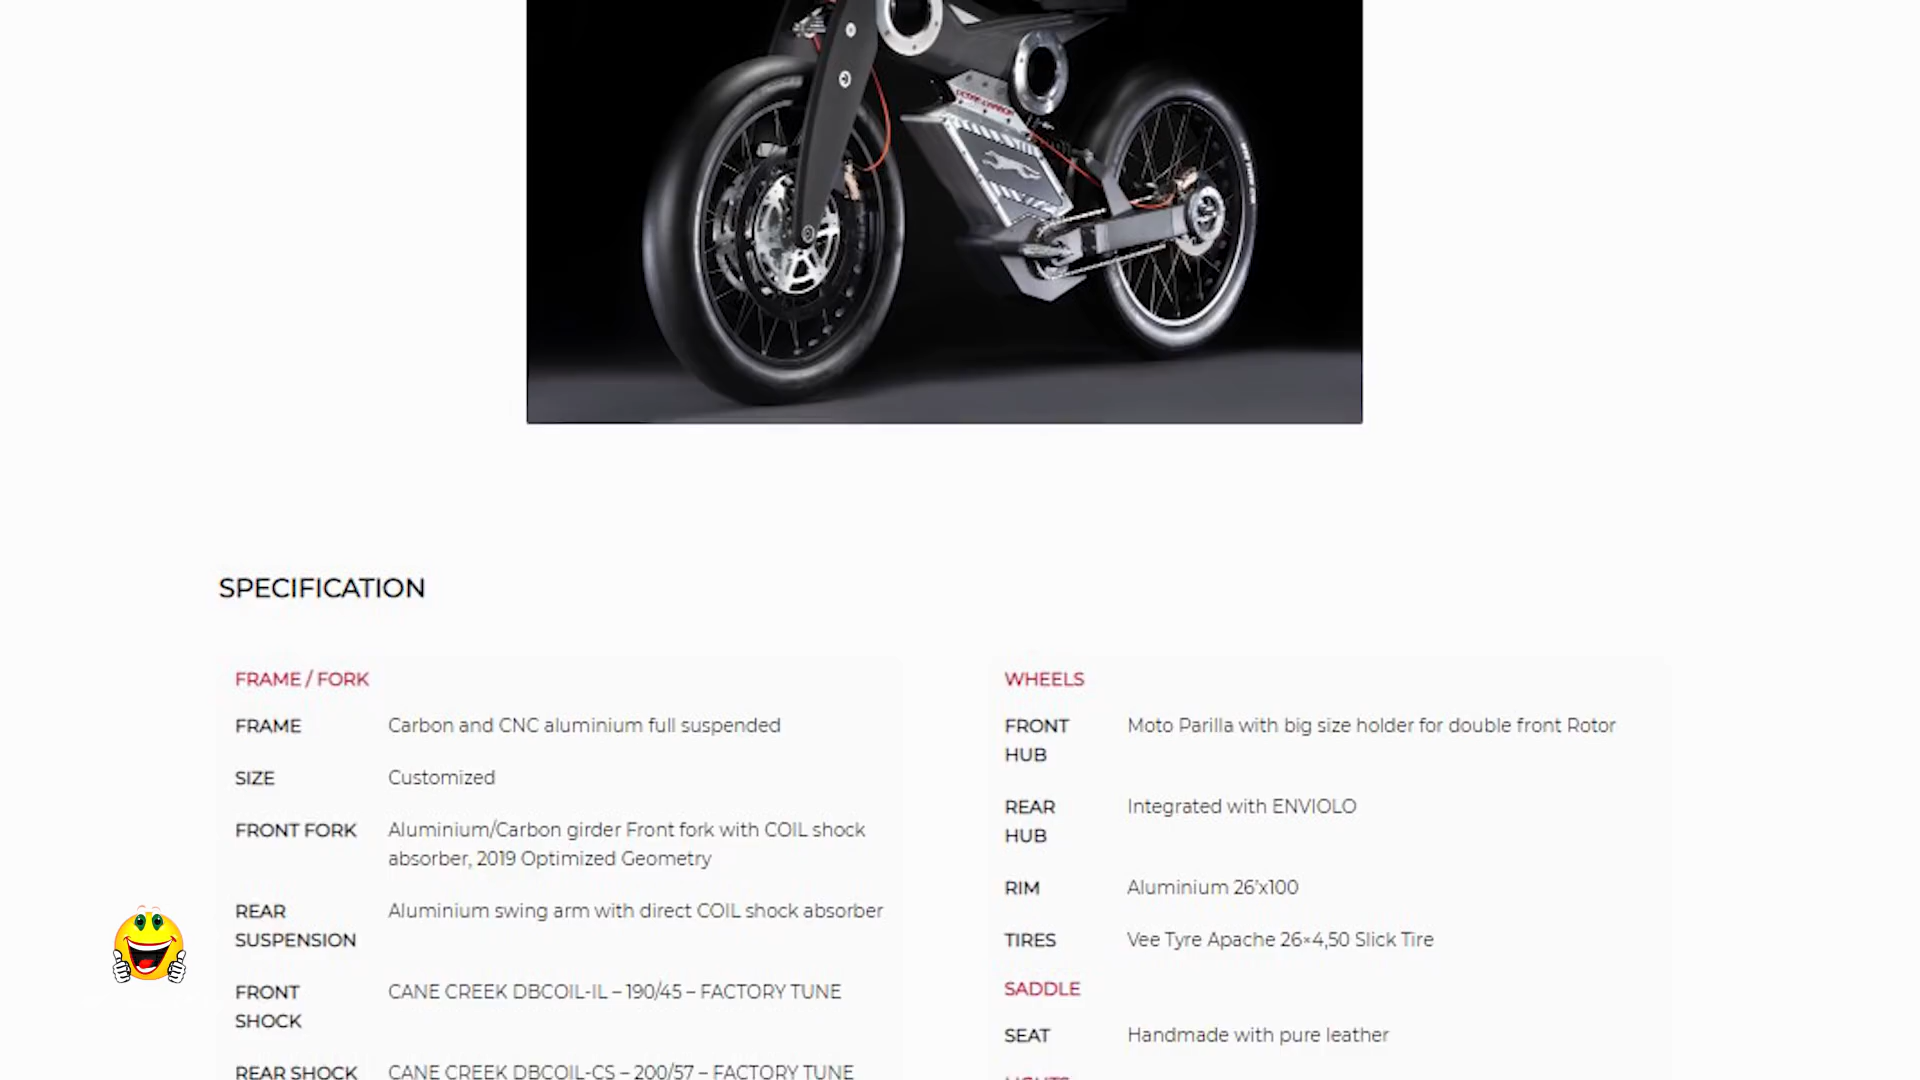 SPECIFICATION
FRAME / FORK
FRAME Carbon and CNC aluminium full suspended
SIZE Customized
FRONT FORK Aluminium/Carbon girder Front fork with COIL shock
absorber, 2019 Optimized Geometry
REAR Aluminium swing arm with direct COIL shock absorber
SUSPENSION
FRONT CANE CREEK DBCOIL-IL – 190/45 – FACTORY TUNE
SHOCK
REAR SHOCK CANE CREEK DBCOIL-CS – 200/57 – FACTORY TUNE
WHEELS
FRONT Moto Parilla with big size holder for double front Rotor
HUB
REAR Integrated with ENVIOLO
HUB
RIM Aluminium 26’x100
TIRES Vee Tyre Apache 26×4,50 Slick Tire
SADDLE
SEAT Handmade with pure leather